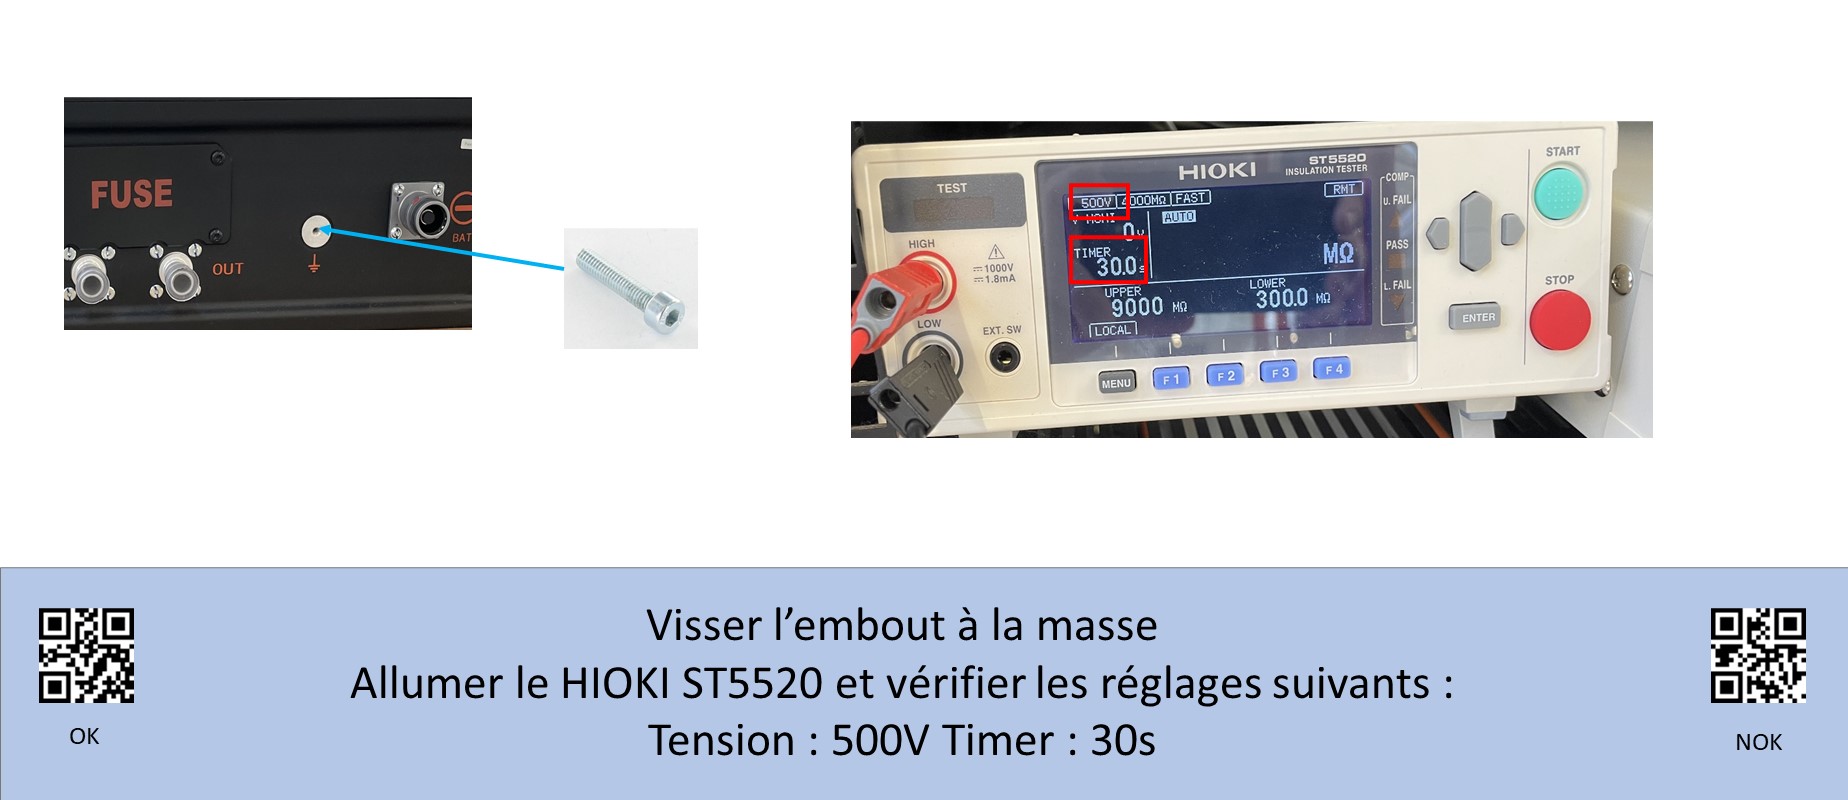 FUSE
OUT
BAT
HIOKI
ST5520
INSULATION TESTER
TEST
HIGH
1000V
1.8mA
LOW
EXT. SW
500V 4000MΩ FAST
RMT
AUTO
0 V
TIMER
30.0 s
MΩ
UPPER
9000 MΩ
LOWER
300.0 MΩ
LOCAL
MENU
F1
F2
F3
F4
COMP
U. FAIL
PASS
L. FAIL
ENTER
START
STOP
Visser l’embout à la masse
Allumer le HIOKI ST5520 et vérifier les réglages suivants :
Tension : 500V Timer : 30s
OK
NOK